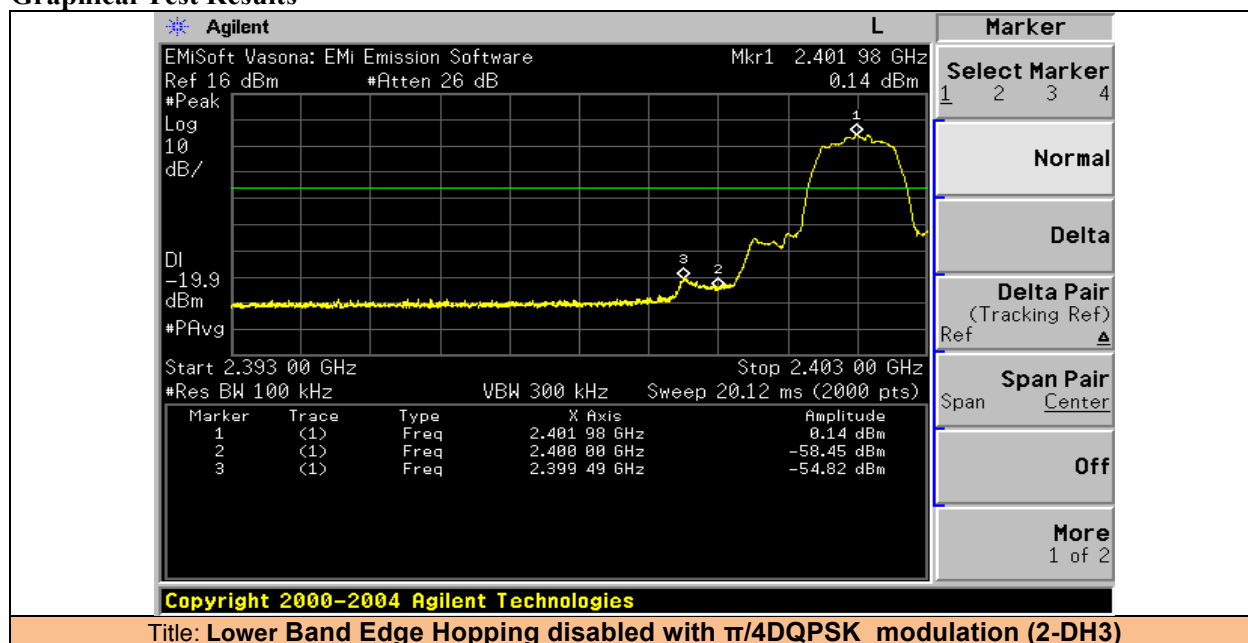 Graphical Test Results
Agilent L
EMiSoft Vasona: EMi Emission Software Mkr1 2.401 98 GHz
Ref 16 dBm #Atten 26 dB 0.14 dBm
#Peak
Log
10
dB/
DI
-19.9
dBm
#PAvg
1
3
2
Start 2.393 00 GHz Stop 2.403 00 GHz
#Res BW 100 kHz VBW 300 kHz Sweep 20.12 ms (2000 pts)
Marker Trace Type X Axis Amplitude
1 (1) Freq 2.401 98 GHz 0.14 dBm
2 (1) Freq 2.400 00 GHz -58.45 dBm
3 (1) Freq 2.399 49 GHz -54.82 dBm
Copyright 2000-2004 Agilent Technologies
Marker
Select Marker
1 2 3 4
Normal
Delta
Delta Pair
(Tracking Ref)
Ref Δ
Span Pair
Span Center
Off
More
1 of 2
Title: Lower Band Edge Hopping disabled with π/4DQPSK modulation (2-DH3)